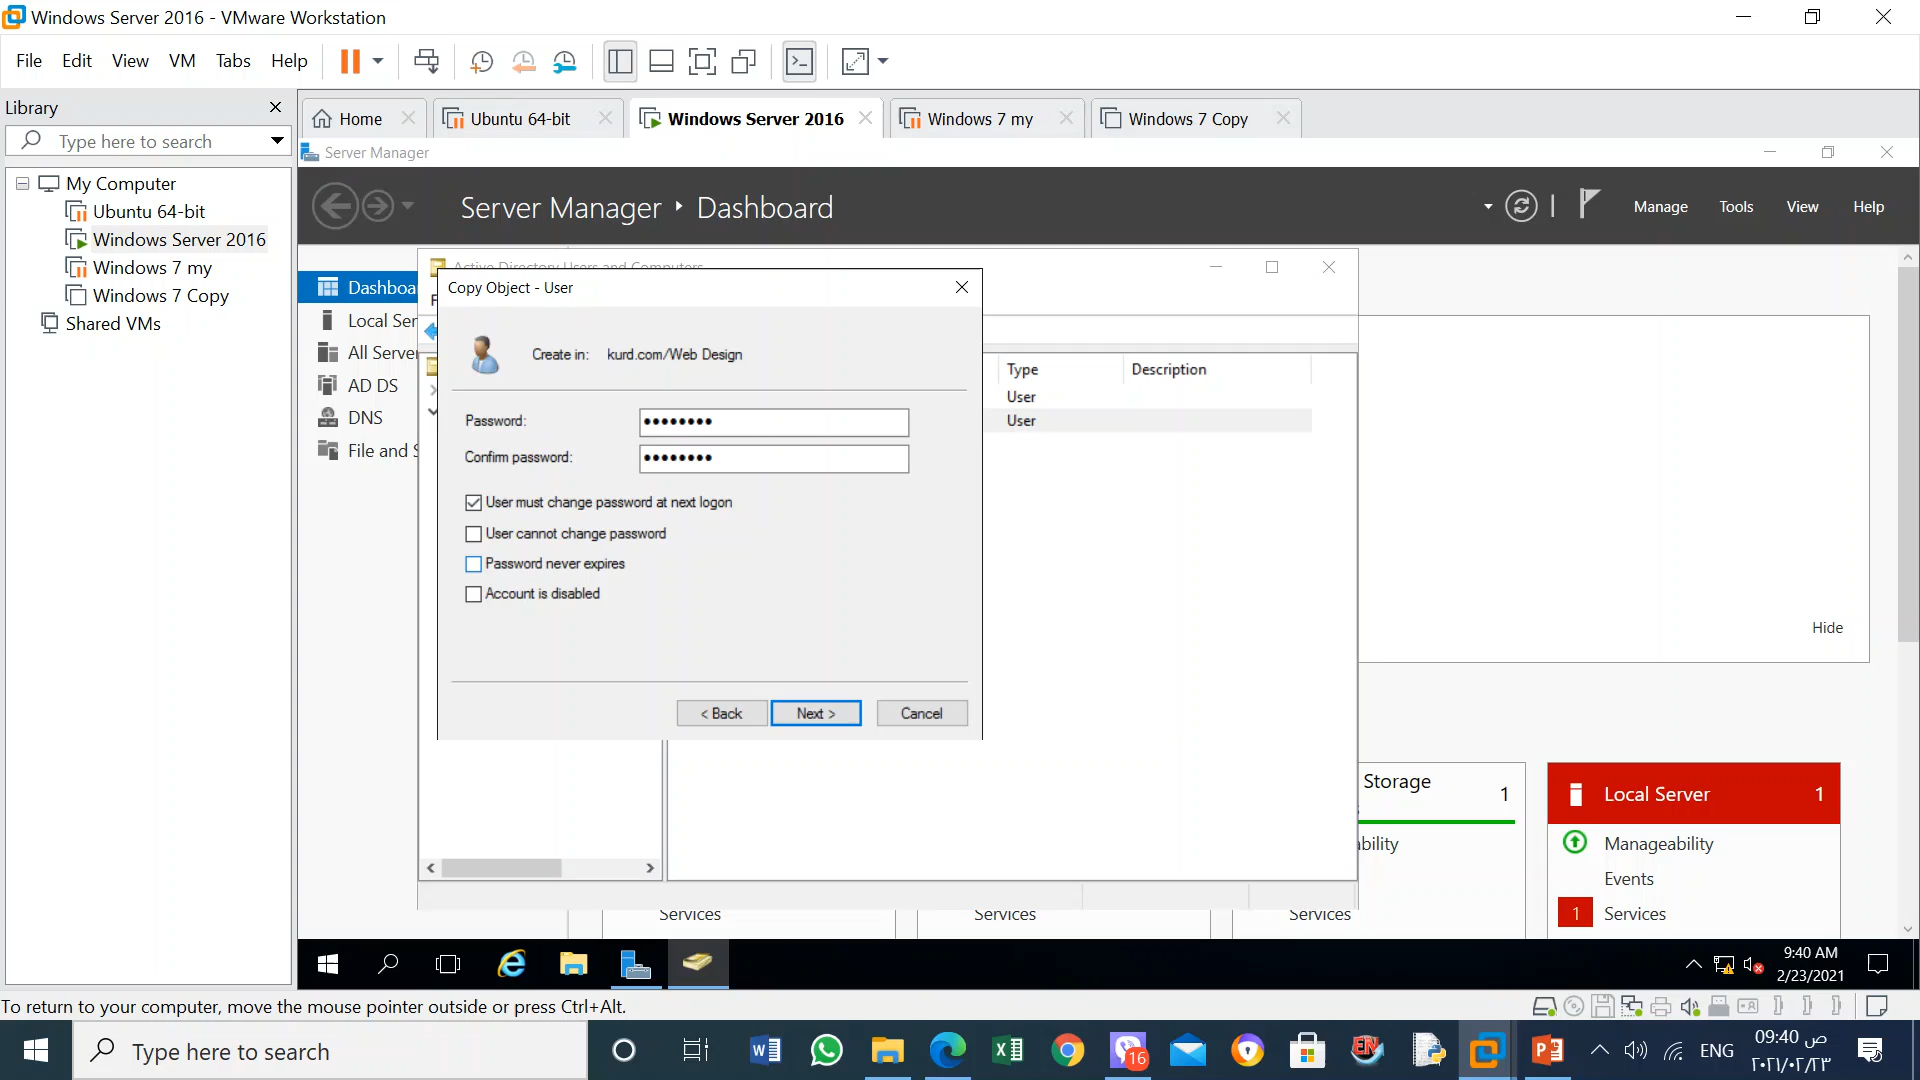 Windows Server 2016 - VMware Workstation
File Edit View VM Tabs Help
Library
Type here to search
My Computer
Ubuntu 64-bit
Windows Server 2016
Windows 7 my
Windows 7 Copy
Shared VMs
Home
Ubuntu 64-bit
Windows Server 2016
Windows 7 my
Windows 7 Copy
Server Manager
Server Manager Dashboard
Manage Tools View Help
Dashboa
Local Ser
All Serve
AD DS
DNS
File and S
Active Directory Users and Computers
Copy Object - User
Create in: kurd.com/Web Design
Password:
Confirm password:
User must change password at next logon
User cannot change password
Password never expires
Account is disabled
< Back Next > Cancel
Type Description
User
User
Hide
Storage
1
bility
Services
Services
Services
Local Server 1
Manageability
Events
1 Services
9:40 AM
2/23/2021
To return to your computer, move the mouse pointer outside or press Ctrl+Alt.
Type here to search
16
EN
ENG
09:40 ص
٢٠٢١/٠٢/٢٣